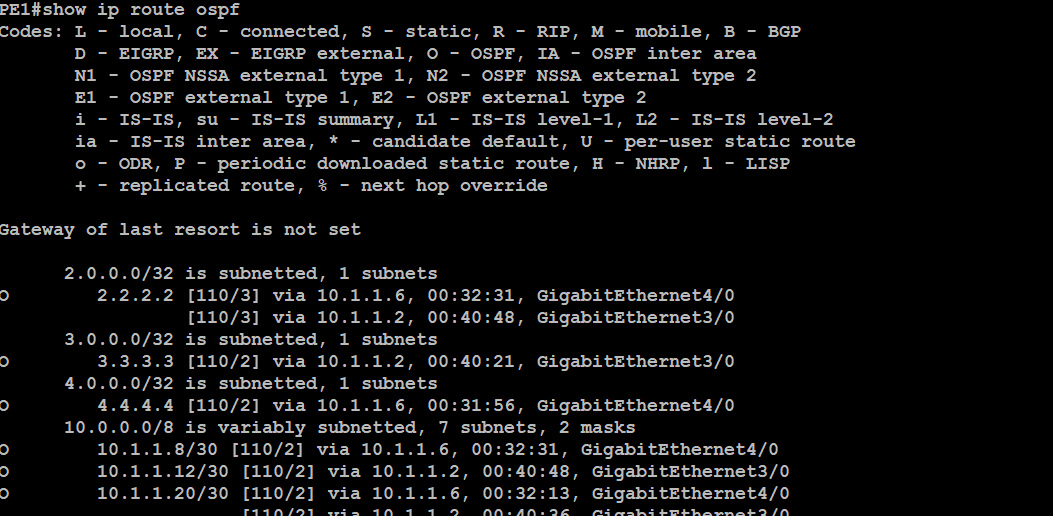 PE1#show ip route ospf
Codes: L - local, C - connected, S - static, R - RIP, M - mobile, B - BGP
       D - EIGRP, EX - EIGRP external, O - OSPF, IA - OSPF inter area
       N1 - OSPF NSSA external type 1, N2 - OSPF NSSA external type 2
       E1 - OSPF external type 1, E2 - OSPF external type 2
       i - IS-IS, su - IS-IS summary, L1 - IS-IS level-1, L2 - IS-IS level-2
       ia - IS-IS inter area, * - candidate default, U - per-user static route
       o - ODR, P - periodic downloaded static route, H - NHRP, l - LISP
       + - replicated route, % - next hop override
Gateway of last resort is not set
      2.0.0.0/32 is subnetted, 1 subnets
O        2.2.2.2 [110/3] via 10.1.1.6, 00:32:31, GigabitEthernet4/0
                 [110/3] via 10.1.1.2, 00:40:48, GigabitEthernet3/0
      3.0.0.0/32 is subnetted, 1 subnets
O        3.3.3.3 [110/2] via 10.1.1.2, 00:40:21, GigabitEthernet3/0
      4.0.0.0/32 is subnetted, 1 subnets
O        4.4.4.4 [110/2] via 10.1.1.6, 00:31:56, GigabitEthernet4/0
      10.0.0.0/8 is variably subnetted, 7 subnets, 2 masks
O        10.1.1.8/30 [110/2] via 10.1.1.6, 00:32:31, GigabitEthernet4/0
O        10.1.1.12/30 [110/2] via 10.1.1.2, 00:40:48, GigabitEthernet3/0
O        10.1.1.20/30 [110/2] via 10.1.1.6, 00:32:13, GigabitEthernet4/0
                      [110/2] via 10.1.1.2, 00:40:36, GigabitEthernet3/0